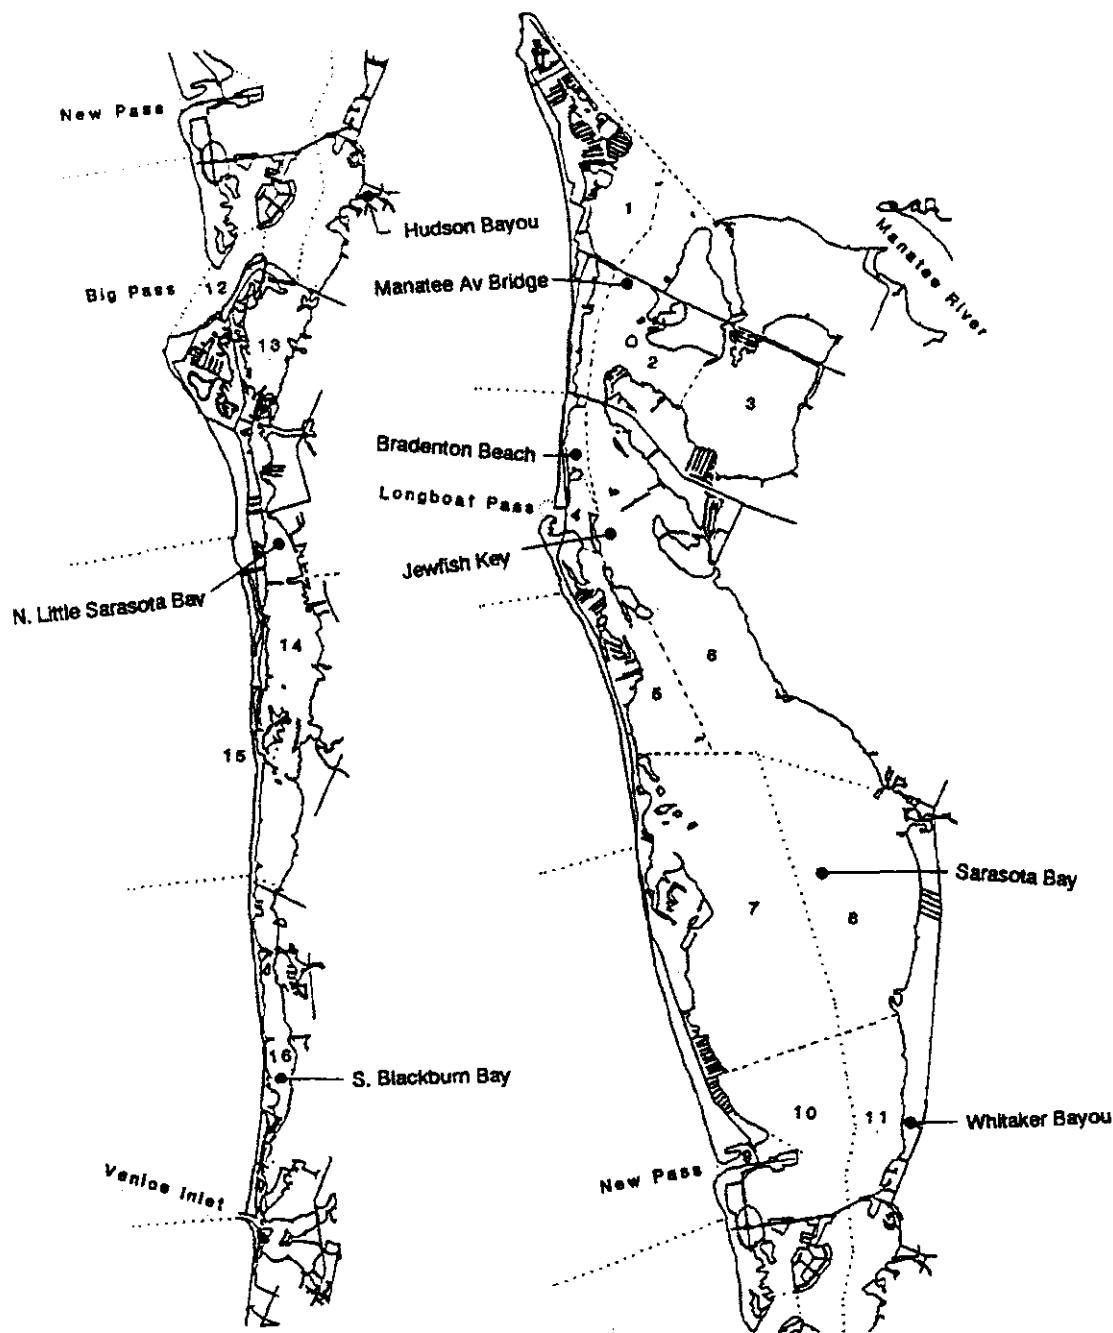 New Pass
Hudson Bayou
Big Pass
12
13
N. Little Sarasota Bay
14
15
16
S. Blackburn Bay
Venice Inlet
1
Manatee River
Manatee Av Bridge
2
3
Bradenton Beach
Longboat Pass
4
Jewfish Key
6
5
Sarasota Bay
7
8
10
11
Whitaker Bayou
New Pass
9